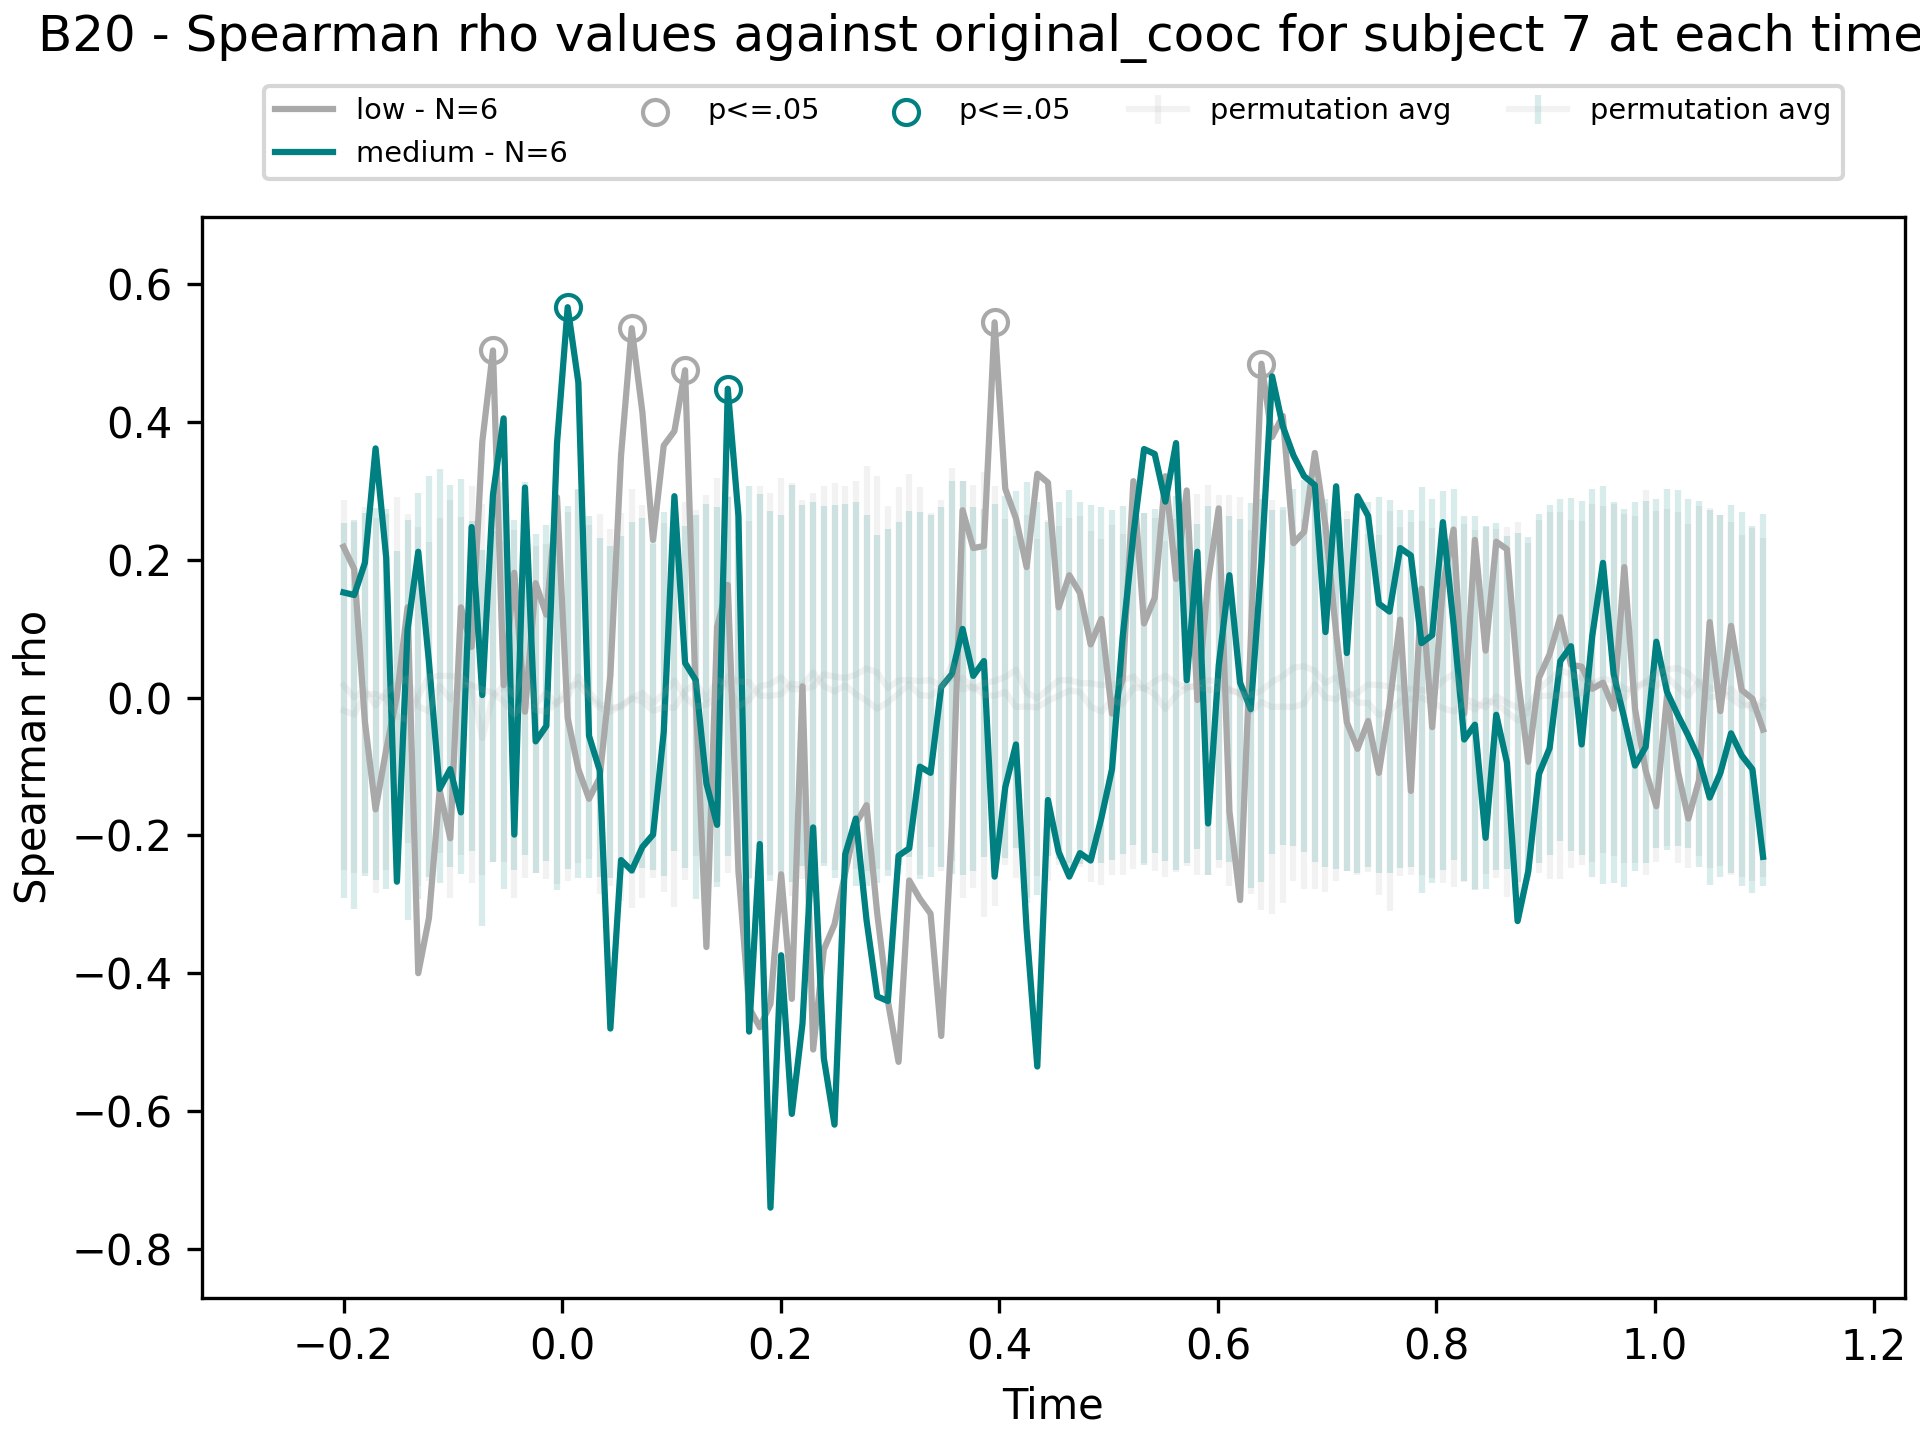 B20 - Spearman rho values against original_cooc for subject 7 at each time
low - N=6 p<=.05 p<=.05 permutation avg permutation avg
medium - N=6
Spearman rho
0.6
0.4
0.2
0.0
−0.2
−0.4
−0.6
−0.8
−0.2 0.0 0.2 0.4 0.6 0.8 1.0 1.2
Time